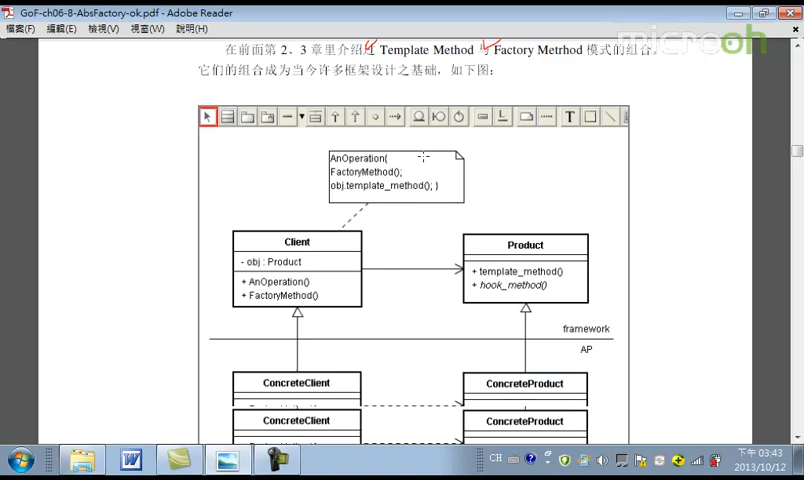 GoF-ch06-8-AbsFactory-ok.pdf - Adobe Reader
檔案(F) 編輯(E) 檢視(V) 視窗(W) 說明(H)
microoh
在前面第 2、3 章里介绍过 Template Method 与 Factory Metrhod 模式的组合。
它们的组合成为当今许多框架设计之基础，如下图：
AnOperation(
FactoryMethod();
obj.template_method(); }
Client
- obj : Product
+ AnOperation()
+ FactoryMethod()
Product
+ template_method()
+ hook_method()
framework
AP
ConcreteClient
ConcreteProduct
ConcreteClient
ConcreteProduct
CH
下午 03:43
2013/10/12